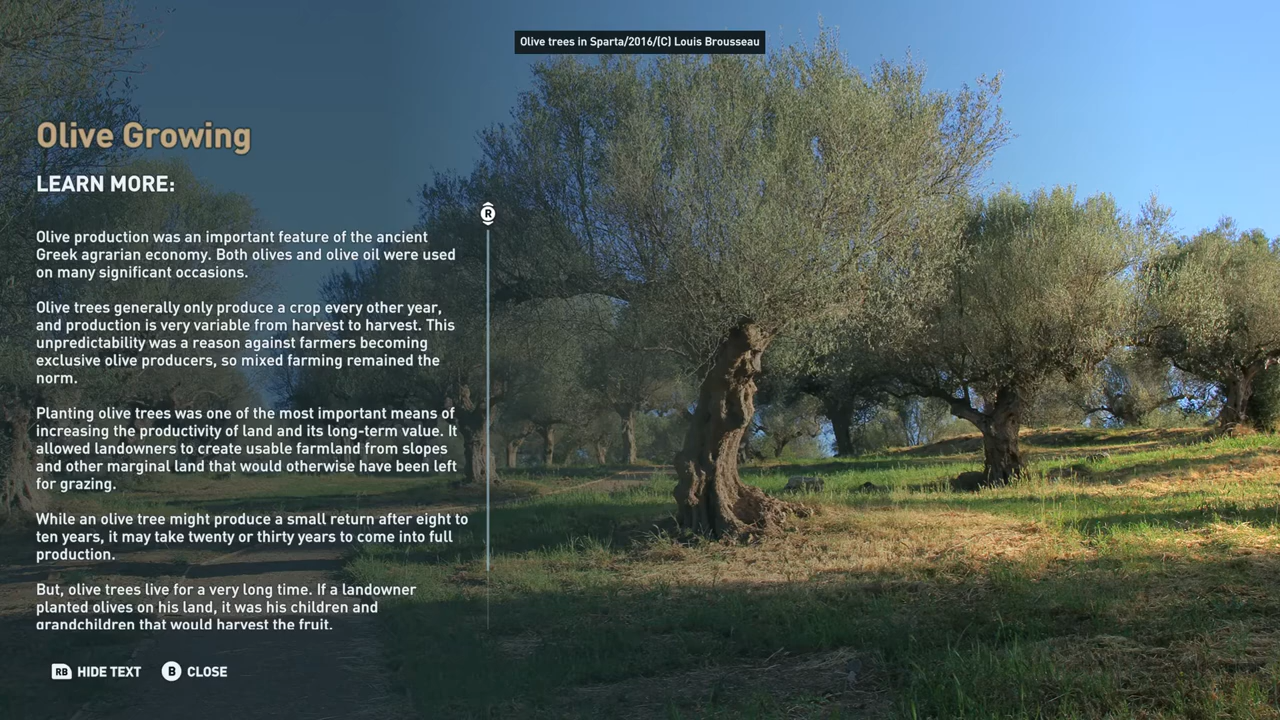 Olive trees in Sparta/2016/(C) Louis Brousseau
Olive Growing
LEARN MORE:
R
Olive production was an important feature of the ancient
Greek agrarian economy. Both olives and olive oil were used
on many significant occasions.
Olive trees generally only produce a crop every other year,
and production is very variable from harvest to harvest. This
unpredictability was a reason against farmers becoming
exclusive olive producers, so mixed farming remained the
norm.
Planting olive trees was one of the most important means of
increasing the productivity of land and its long-term value. It
allowed landowners to create usable farmland from slopes
and other marginal land that would otherwise have been left
for grazing.
While an olive tree might produce a small return after eight to
ten years, it may take twenty or thirty years to come into full
production.
But, olive trees live for a very long time. If a landowner
planted olives on his land, it was his children and
grandchildren that would harvest the fruit.
RB HIDE TEXT B CLOSE